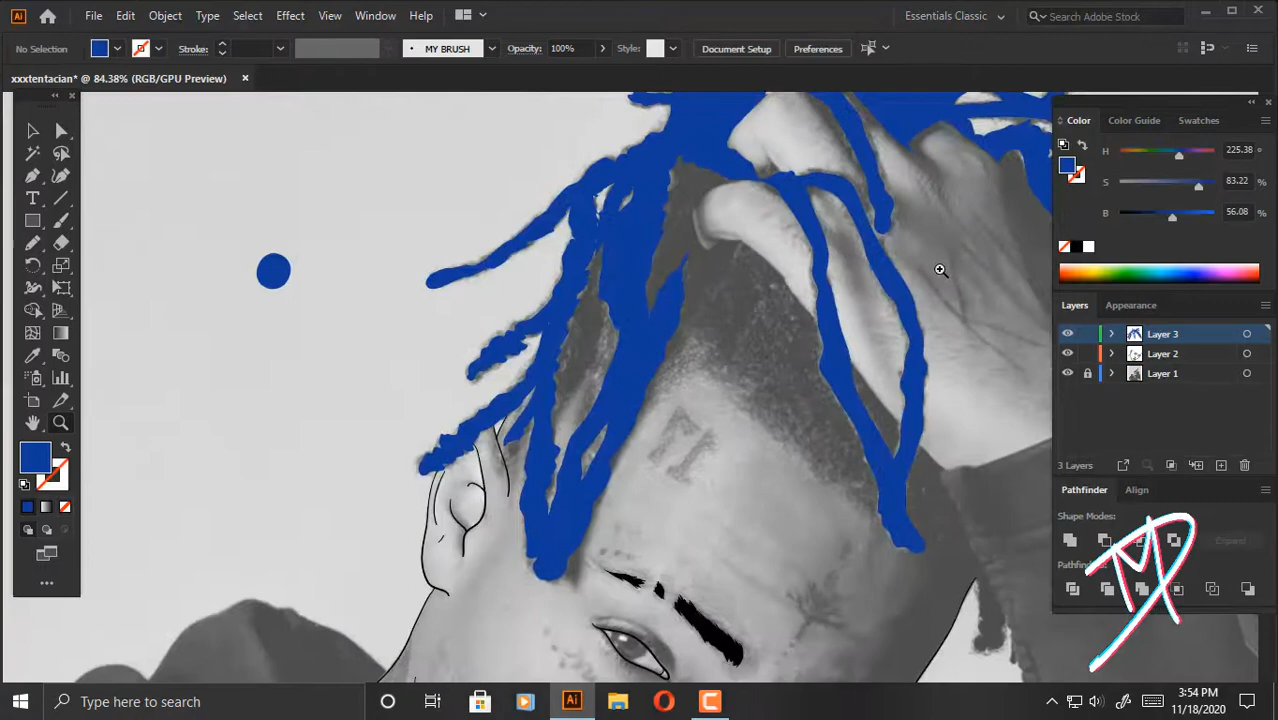 Ai File Edit Object Type Select Effect View Window Help Essentials Classic Search Adobe Stock
No Selection Stroke: MY BRUSH Opacity: 100% Style: Document Setup Preferences
xxxtentacian* @ 84.38% (RGB/GPU Preview) ×
Color Color Guide Swatches
H 225.38 °
S 83.22 %
B 56.08 %
Layers Appearance
Layer 3
Layer 2
Layer 1
3 Layers
Pathfinder Align
Shape Modes:
Expand
Pathfin
Type here to search
Ai
3:54 PM
11/18/2020